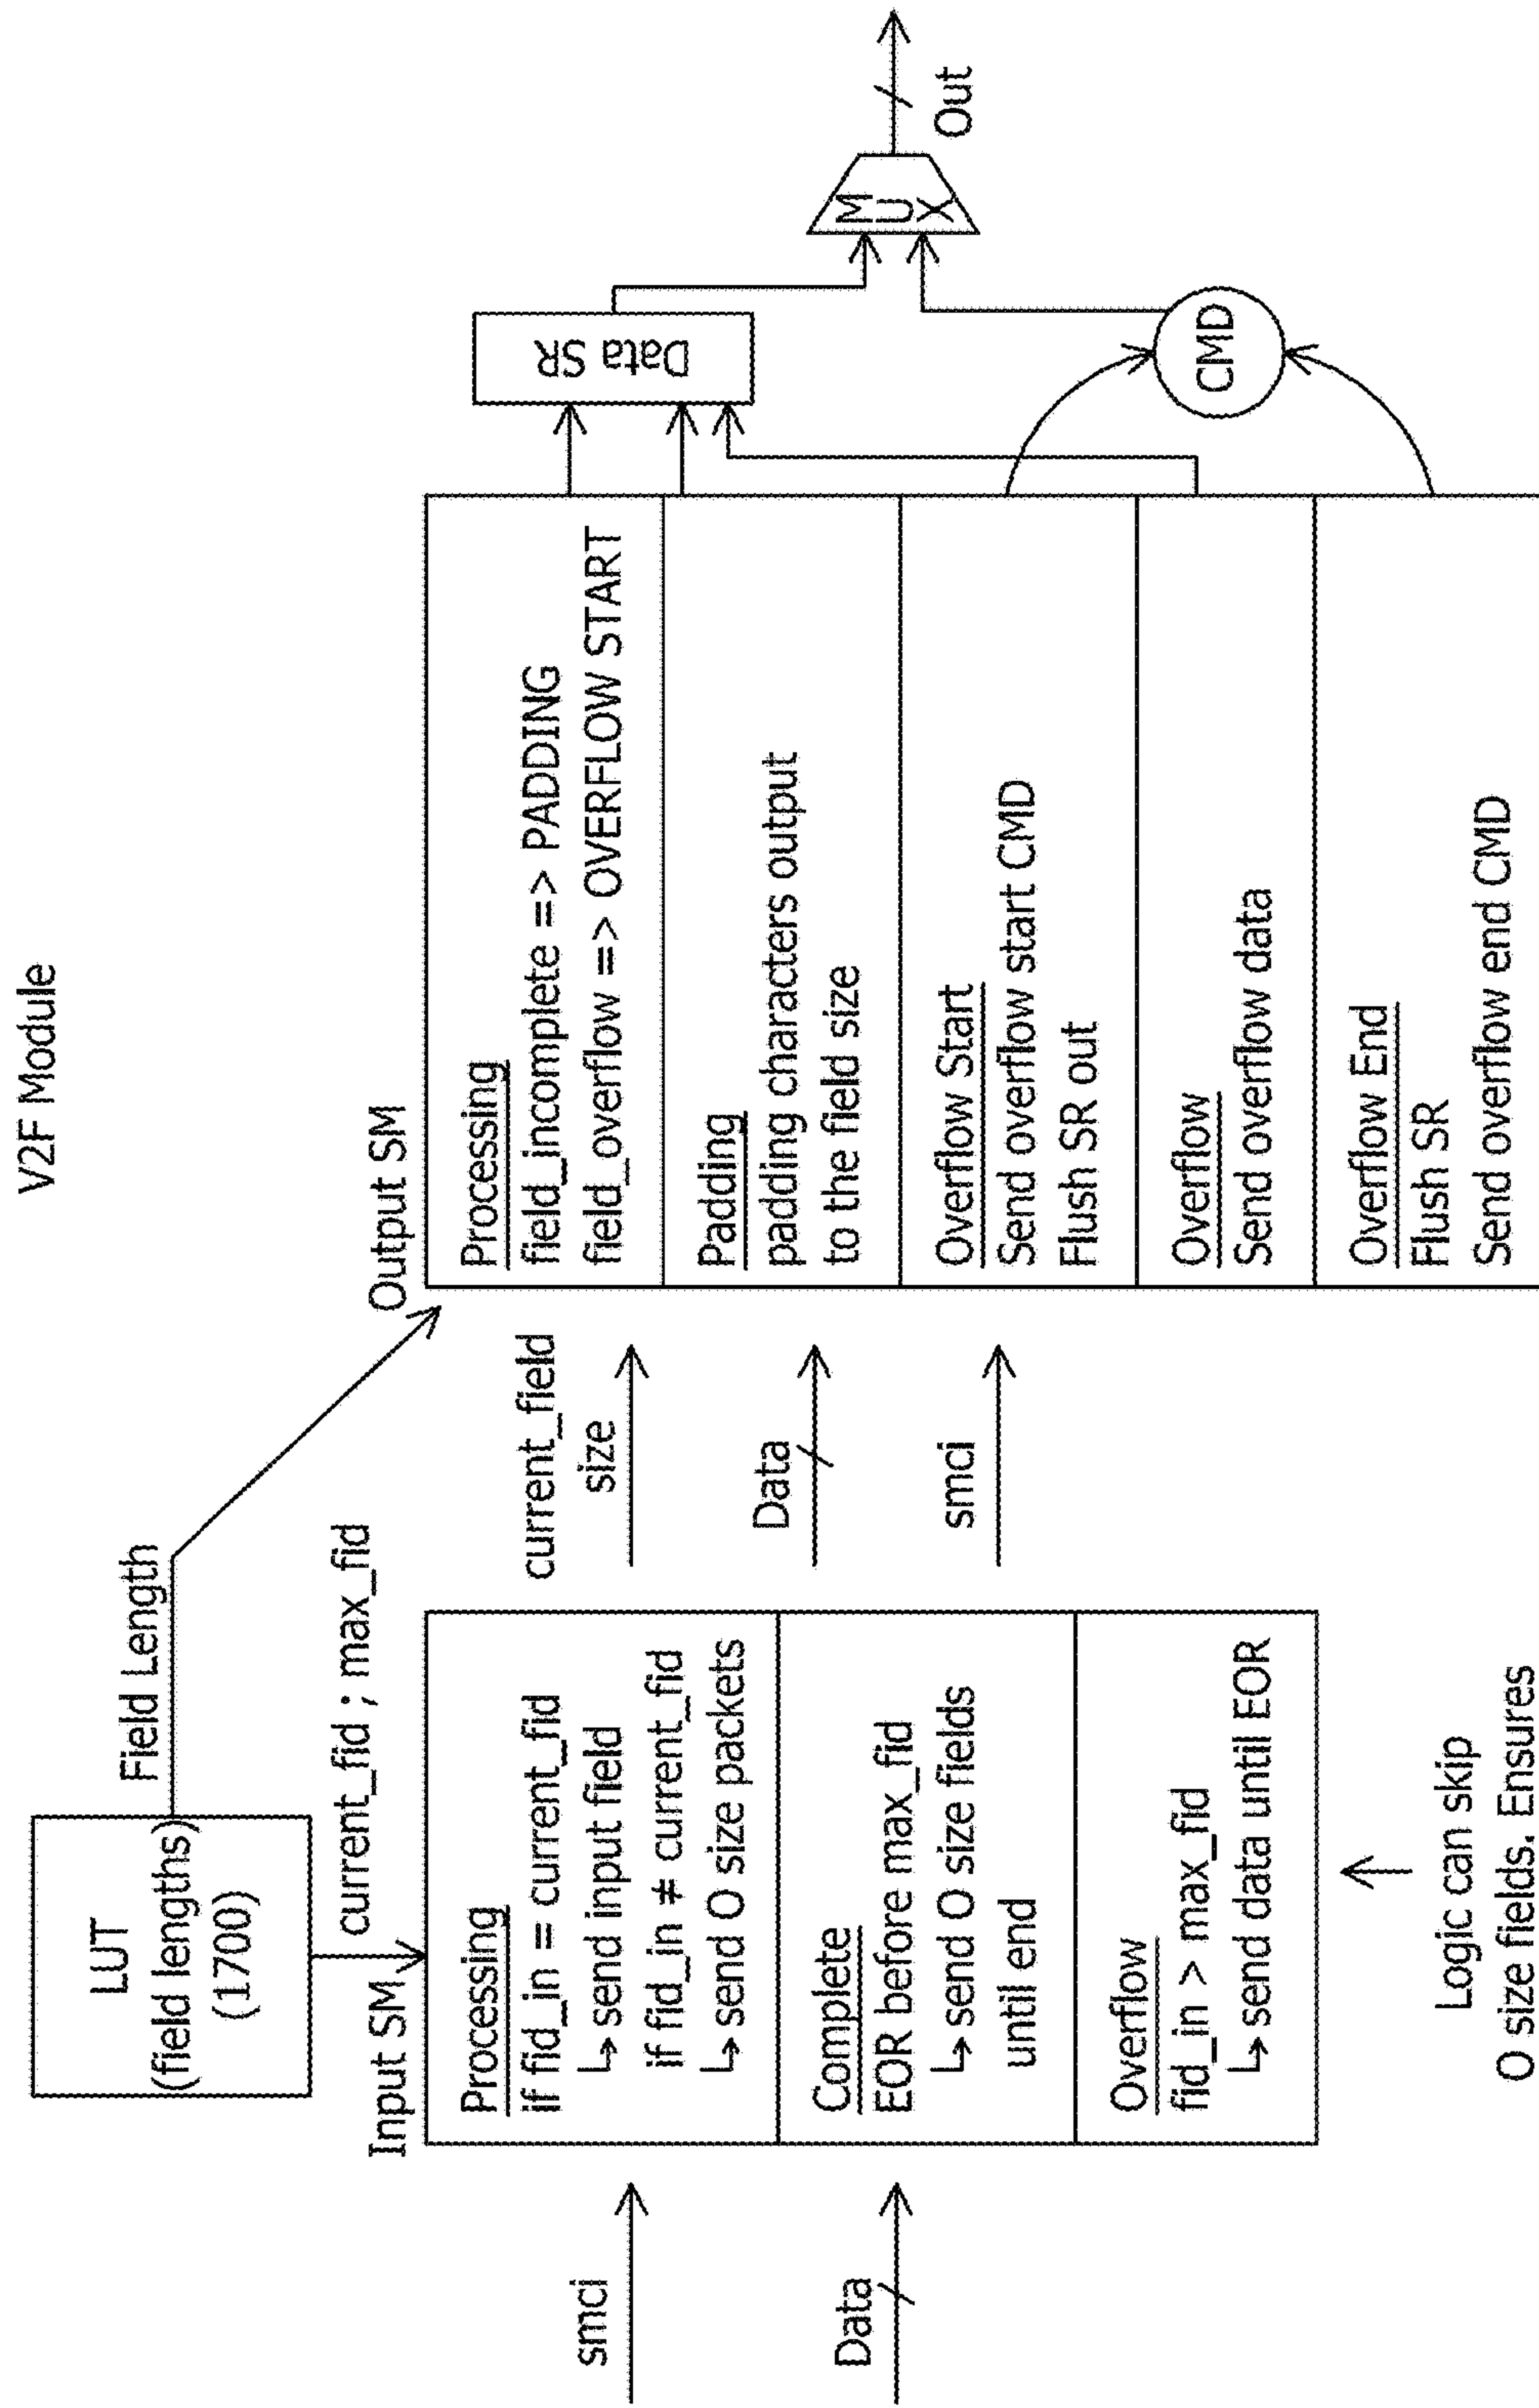 V2F Module
LUT
(field lengths)
(1700)
Field Length
current_fid ; max_fid
Input SM
smci
Data
Processing
if fid_in = current_fid
↳ send input field
if fid_in ≠ current_fid
↳ send O size packets
Complete
EOR before max_fid
↳ send O size fields
until end
Overflow
fid_in > max_fid
↳ send data until EOR
Logic can skip
O size fields. Ensures
current_field
size
Data
smci
Output SM
Processing
field_incomplete => PADDING
field_overflow => OVERFLOW START
Padding
padding characters output
to the field size
Overflow Start
Send overflow start CMD
Flush SR out
Overflow
Send overflow data
Overflow End
Flush SR
Send overflow end CMD
Data SR
CMD
MUX
Out